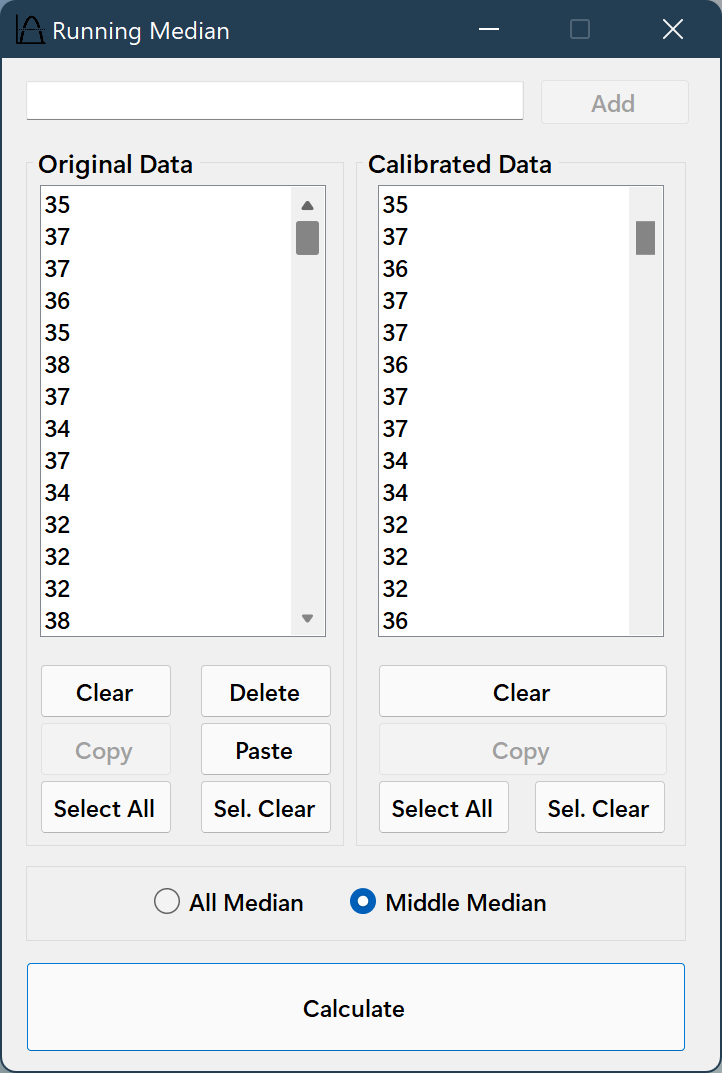 Running Median
Add
Original Data
35
37
37
36
35
38
37
34
37
34
32
32
32
38
Clear
Delete
Copy
Paste
Select All
Sel. Clear
Calibrated Data
35
37
36
37
37
36
37
37
34
34
32
32
32
36
Clear
Copy
Select All
Sel. Clear
All Median
Middle Median
Calculate